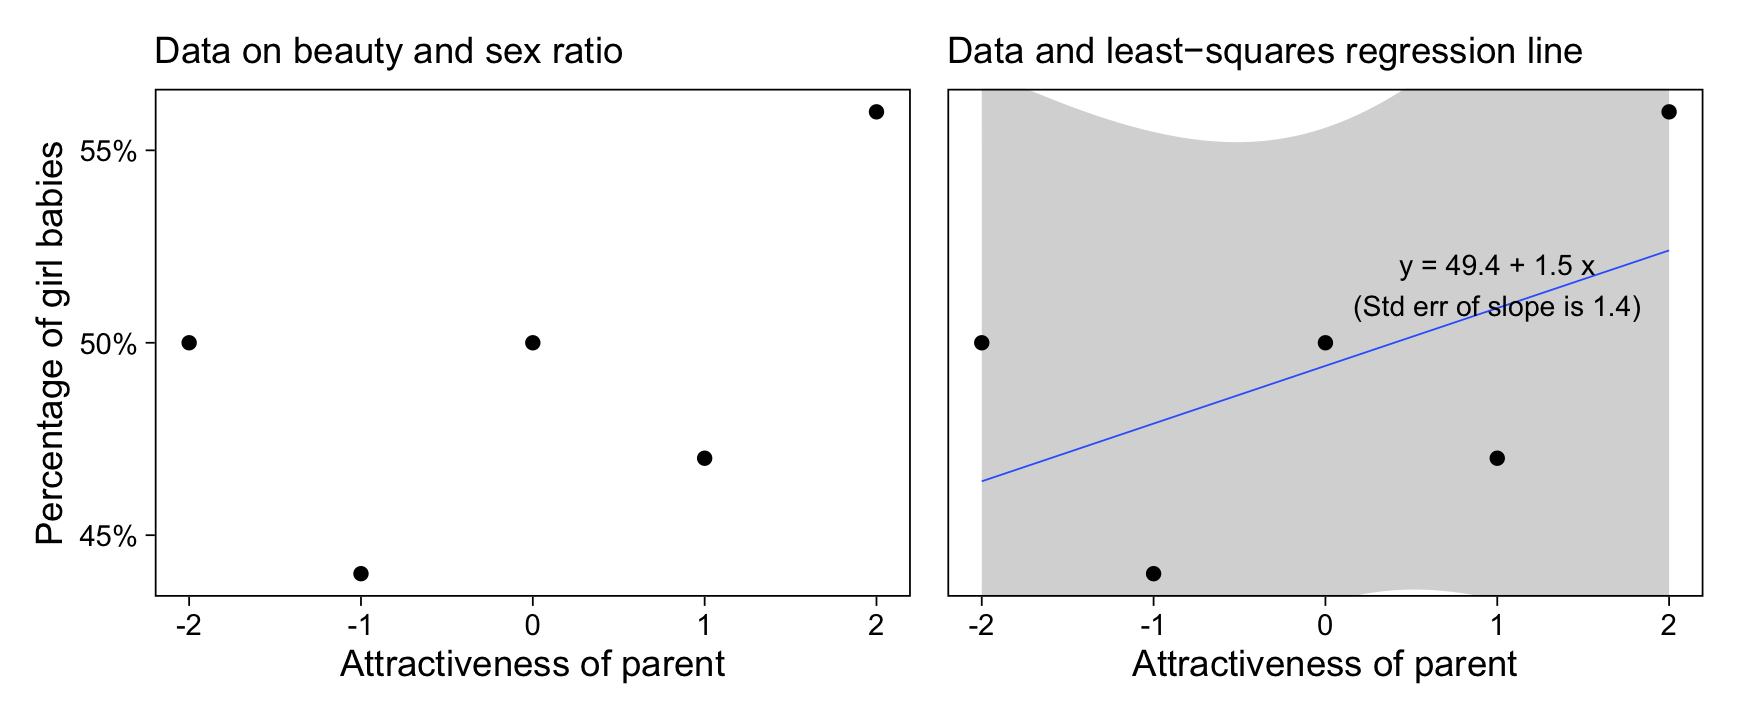 Data on beauty and sex ratio
Percentage of girl babies
55%
50%
45%
-2 -1 0 1 2
Attractiveness of parent
Data and least−squares regression line
y = 49.4 + 1.5 x
(Std err of slope is 1.4)
-2 -1 0 1 2
Attractiveness of parent